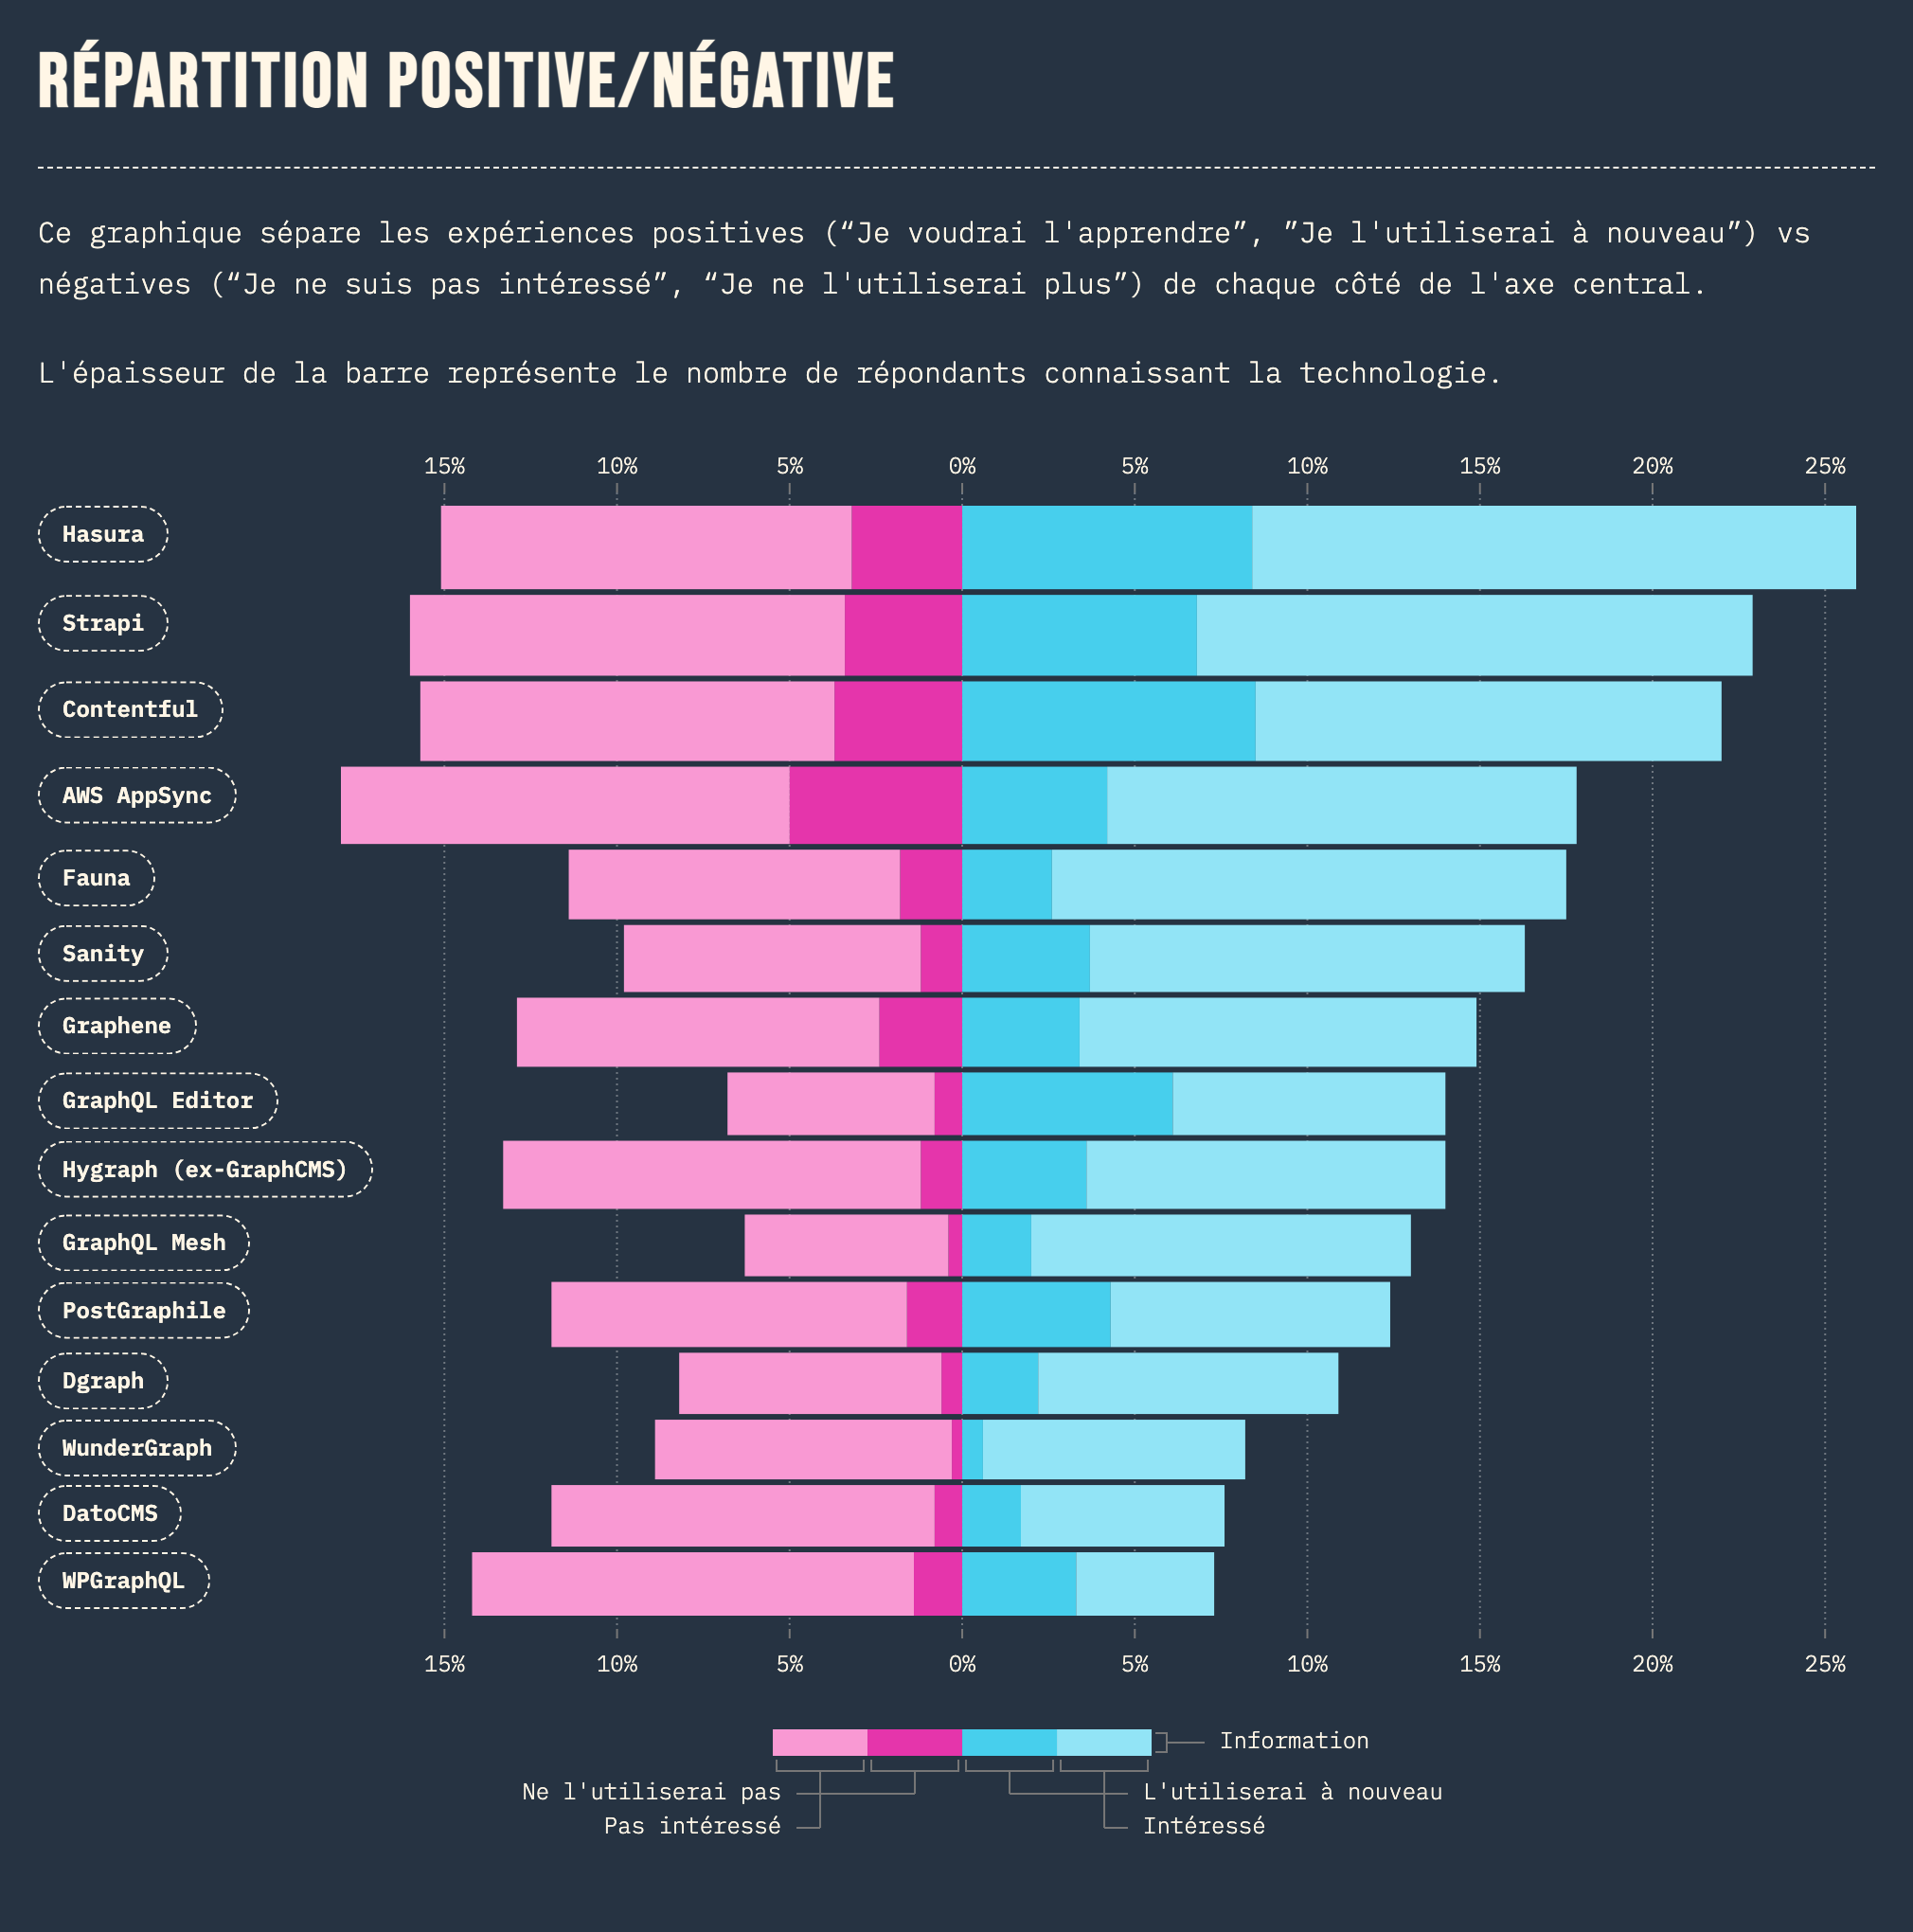 RÉPARTITION POSITIVE/NÉGATIVE
Ce graphique sépare les expériences positives (“Je voudrai l'apprendre”, ”Je l'utiliserai à nouveau”) vs
négatives (“Je ne suis pas intéressé”, “Je ne l'utiliserai plus”) de chaque côté de l'axe central.
L'épaisseur de la barre représente le nombre de répondants connaissant la technologie.
15% 10% 5% 0% 5% 10% 15% 20% 25%
Hasura
Strapi
Contentful
AWS AppSync
Fauna
Sanity
Graphene
GraphQL Editor
Hygraph (ex-GraphCMS)
GraphQL Mesh
PostGraphile
Dgraph
WunderGraph
DatoCMS
WPGraphQL
15% 10% 5% 0% 5% 10% 15% 20% 25%
Information
Ne l'utiliserai pas L'utiliserai à nouveau
Pas intéressé Intéressé